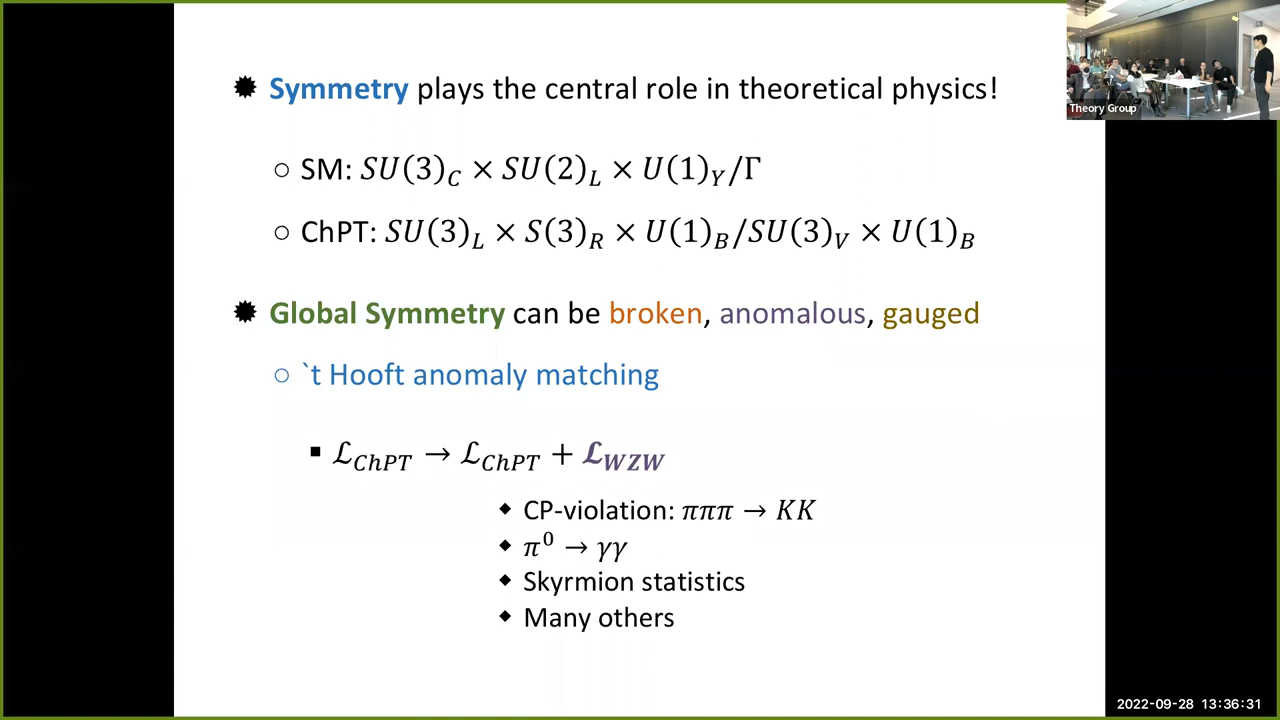 Symmetry plays the central role in theoretical physics!
SM: SU(3)_C × SU(2)_L × U(1)_Y/Γ
ChPT: SU(3)_L × S(3)_R × U(1)_B/SU(3)_V × U(1)_B
Global Symmetry can be broken, anomalous, gauged
`t Hooft anomaly matching
ℒ_ChPT → ℒ_ChPT + ℒ_WZW
CP-violation: πππ → KK
π⁰ → γγ
Skyrmion statistics
Many others
Theory Group
2022-09-28 13:36:31